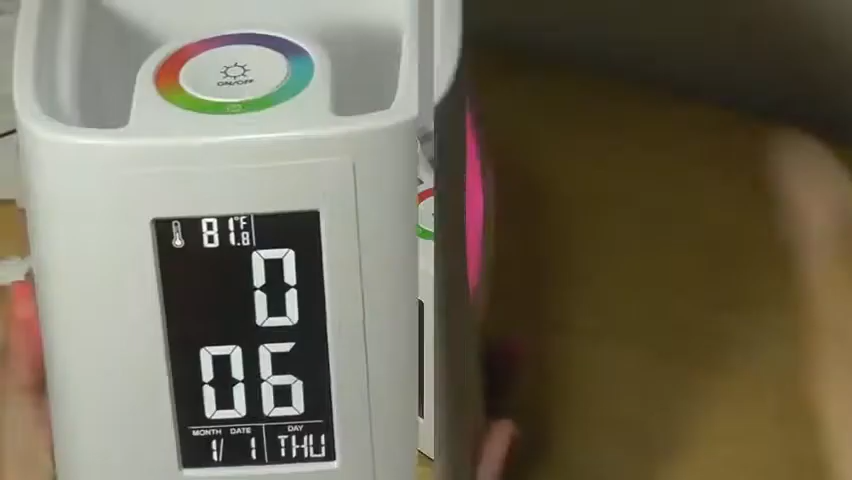 ON/OFF
81.8°F
0
06
MONTH DATE DAY
1/ 1 THU